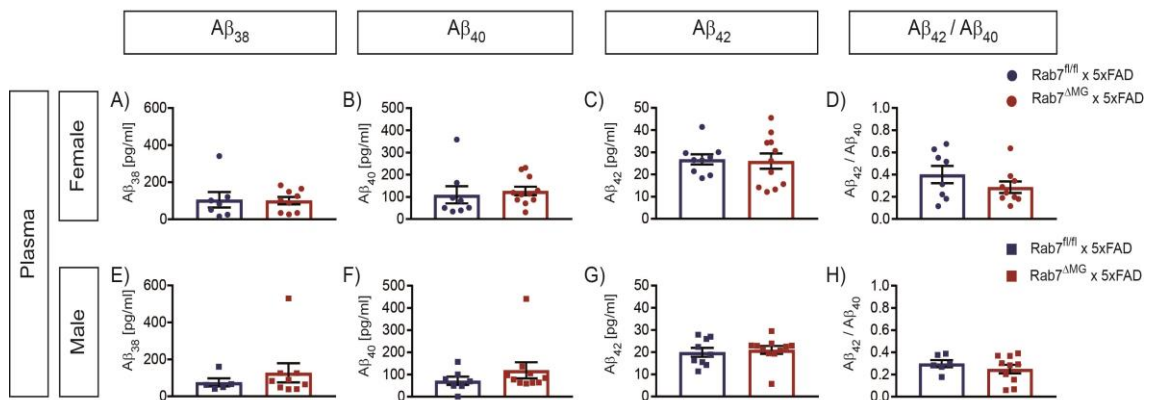 Aβ38
Aβ40
Aβ42
Aβ42 / Aβ40
Plasma
Female
Male
Rab7fl/fl x 5xFAD
Rab7ΔMG x 5xFAD
A)
600
400
200
0
Aβ38 [pg/ml]
B)
500
400
300
200
100
0
Aβ40 [pg/ml]
C)
50
40
30
20
10
0
Aβ42 [pg/ml]
D)
1.0
0.8
0.6
0.4
0.2
0.0
Aβ42 / Aβ40
Rab7fl/fl x 5xFAD
Rab7ΔMG x 5xFAD
E)
600
400
200
0
Aβ38 [pg/ml]
F)
500
400
300
200
100
0
Aβ40 [pg/ml]
G)
50
40
30
20
10
0
Aβ42 [pg/ml]
H)
1.0
0.8
0.6
0.4
0.2
0.0
Aβ42 / Aβ40